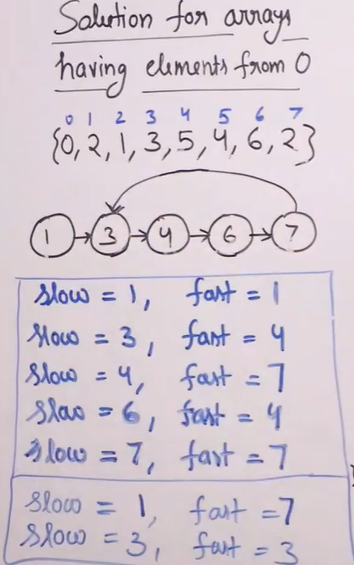 Solution for arrays
having elements from 0
0 1 2 3 4 5 6 7
{0, 2, 1, 3, 5, 4, 6, 2}
1 3 4 6 7
slow = 1, fast = 1
slow = 3, fast = 4
slow = 4, fast = 7
slow = 6, fast = 4
slow = 7, fast = 7
slow = 1, fast = 7
slow = 3, fast = 3